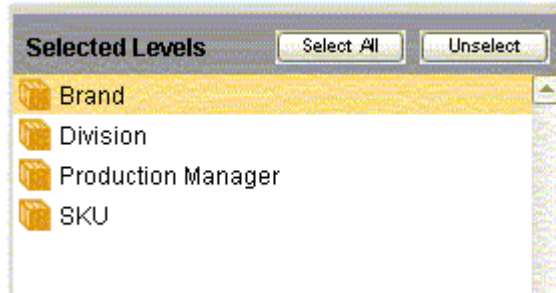 Selected Levels Select All Unselect
Brand
Division
Production Manager
SKU